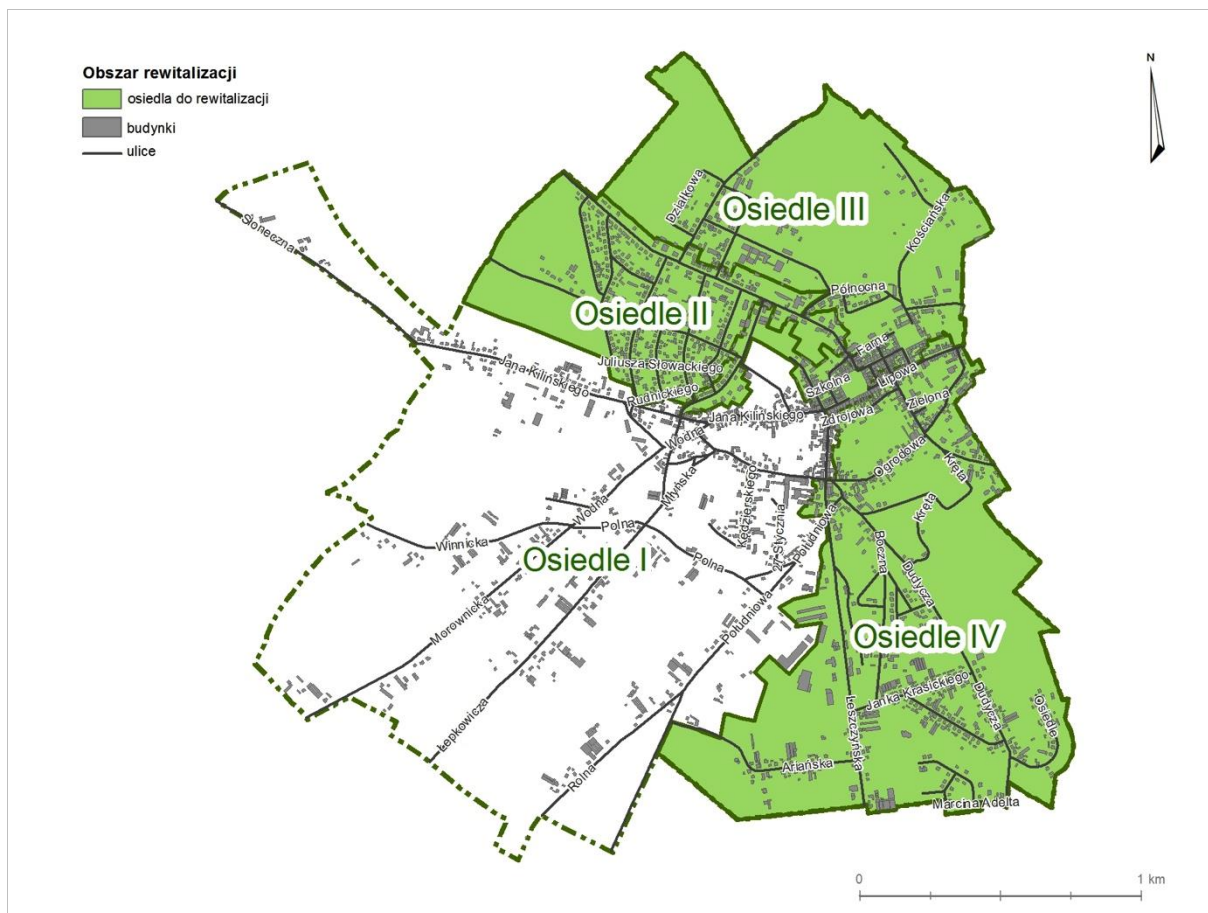 Obszar rewitalizacji
osiedla do rewitalizacji
budynki
ulice
N
Osiedle III
Działkowa
Kościańska
Północna
Słoneczna
Osiedle II
Juliusza Słowackiego
Rudnickiego
Jana Kilińskiego
Jana Kilińskiego
Farna
Szkolna
Lipowa
Zdrojowa
Zielona
Ogrodowa
Kręta
Kręta
Wodna
Wodna
Młyńska
Kędzierskiego
27 Stycznia
Południowa
Południowa
Polna
Polna
Winnicka
Osiedle I
Morownicka
Łepkowicza
Rolna
Boczna
Dudycza
Dudycza
Osiedle IV
Janka Krasickiego
Leszczyńska
Osiedle
Ariańska
Marcina Adelta
0 1 km